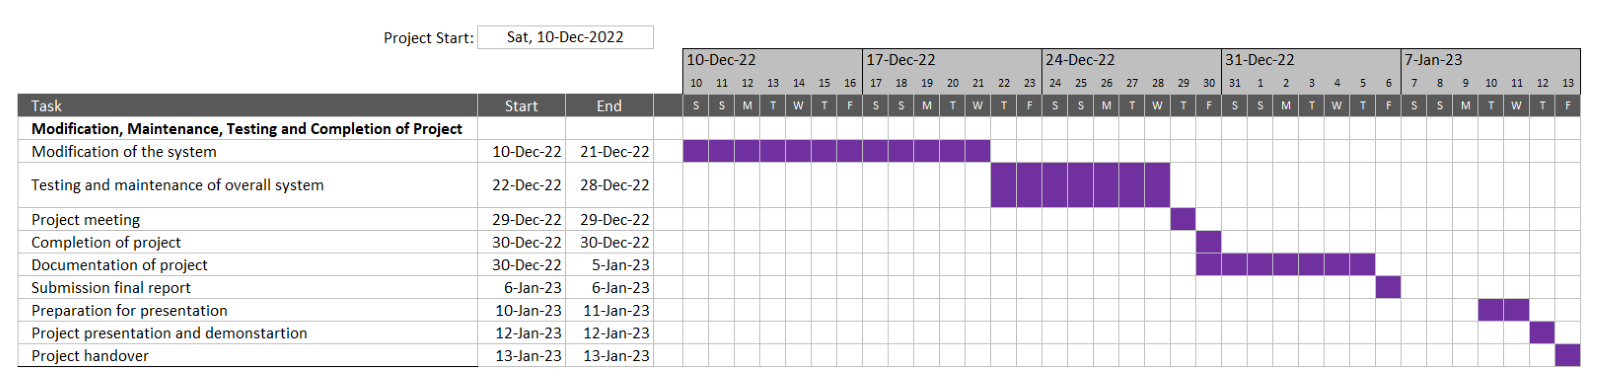 Project Start: Sat, 10-Dec-2022
10-Dec-22 17-Dec-22 24-Dec-22 31-Dec-22 7-Jan-23
10 11 12 13 14 15 16 17 18 19 20 21 22 23 24 25 26 27 28 29 30 31 1 2 3 4 5 6 7 8 9 10 11 12 13
Task Start End S S M T W T F S S M T W T F S S M T W T F S S M T W T F S S M T W T F
Modification, Maintenance, Testing and Completion of Project
Modification of the system 10-Dec-22 21-Dec-22
Testing and maintenance of overall system 22-Dec-22 28-Dec-22
Project meeting 29-Dec-22 29-Dec-22
Completion of project 30-Dec-22 30-Dec-22
Documentation of project 30-Dec-22 5-Jan-23
Submission final report 6-Jan-23 6-Jan-23
Preparation for presentation 10-Jan-23 11-Jan-23
Project presentation and demonstartion 12-Jan-23 12-Jan-23
Project handover 13-Jan-23 13-Jan-23